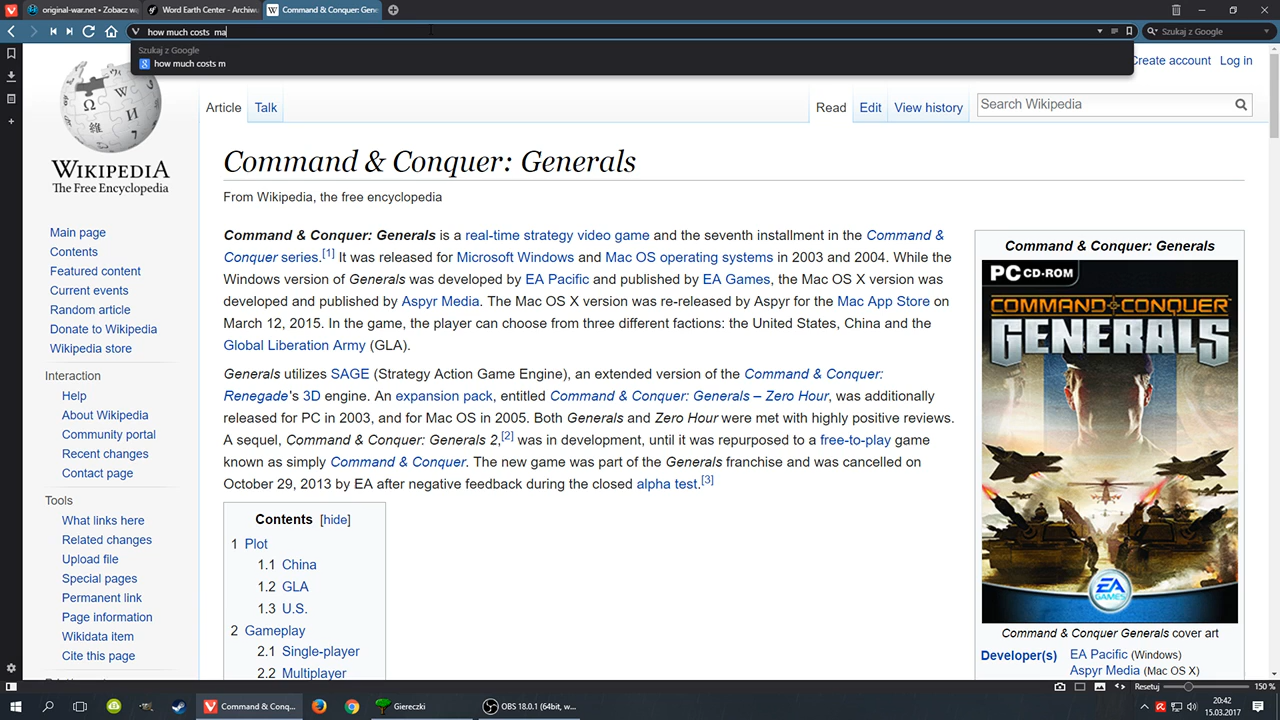 original-war.net • Zobacz wą
Word Earth Center - Archiwu
Command & Conquer: Gene
how much costs  ma
Szukaj z Google
Szukaj z Google
how much costs m
Create account Log in
Article Talk Read Edit View history Search Wikipedia
WIKIPEDIA
The Free Encyclopedia
Main page
Contents
Featured content
Current events
Random article
Donate to Wikipedia
Wikipedia store
Interaction
Help
About Wikipedia
Community portal
Recent changes
Contact page
Tools
What links here
Related changes
Upload file
Special pages
Permanent link
Page information
Wikidata item
Cite this page
Command & Conquer: Generals
From Wikipedia, the free encyclopedia
Command & Conquer: Generals is a real-time strategy video game and the seventh installment in the Command &
Conquer series.[1] It was released for Microsoft Windows and Mac OS operating systems in 2003 and 2004. While the
Windows version of Generals was developed by EA Pacific and published by EA Games, the Mac OS X version was
developed and published by Aspyr Media. The Mac OS X version was re-released by Aspyr for the Mac App Store on
March 12, 2015. In the game, the player can choose from three different factions: the United States, China and the
Global Liberation Army (GLA).
Generals utilizes SAGE (Strategy Action Game Engine), an extended version of the Command & Conquer:
Renegade's 3D engine. An expansion pack, entitled Command & Conquer: Generals – Zero Hour, was additionally
released for PC in 2003, and for Mac OS in 2005. Both Generals and Zero Hour were met with highly positive reviews.
A sequel, Command & Conquer: Generals 2,[2] was in development, until it was repurposed to a free-to-play game
known as simply Command & Conquer. The new game was part of the Generals franchise and was cancelled on
October 29, 2013 by EA after negative feedback during the closed alpha test.[3]
Contents [hide]
1 Plot
1.1 China
1.2 GLA
1.3 U.S.
2 Gameplay
2.1 Single-player
2.2 Multiplayer
Command & Conquer: Generals
PC CD-ROM
COMMAND CONQUER
GENERALS
EA
GAMES
Command & Conquer Generals cover art
Developer(s) EA Pacific (Windows)
Aspyr Media (Mac OS X)
Resetuj 150 %
Command & Conq...
Giereczki
OBS 18.0.1 (64bit, w...
20:42
15.03.2017